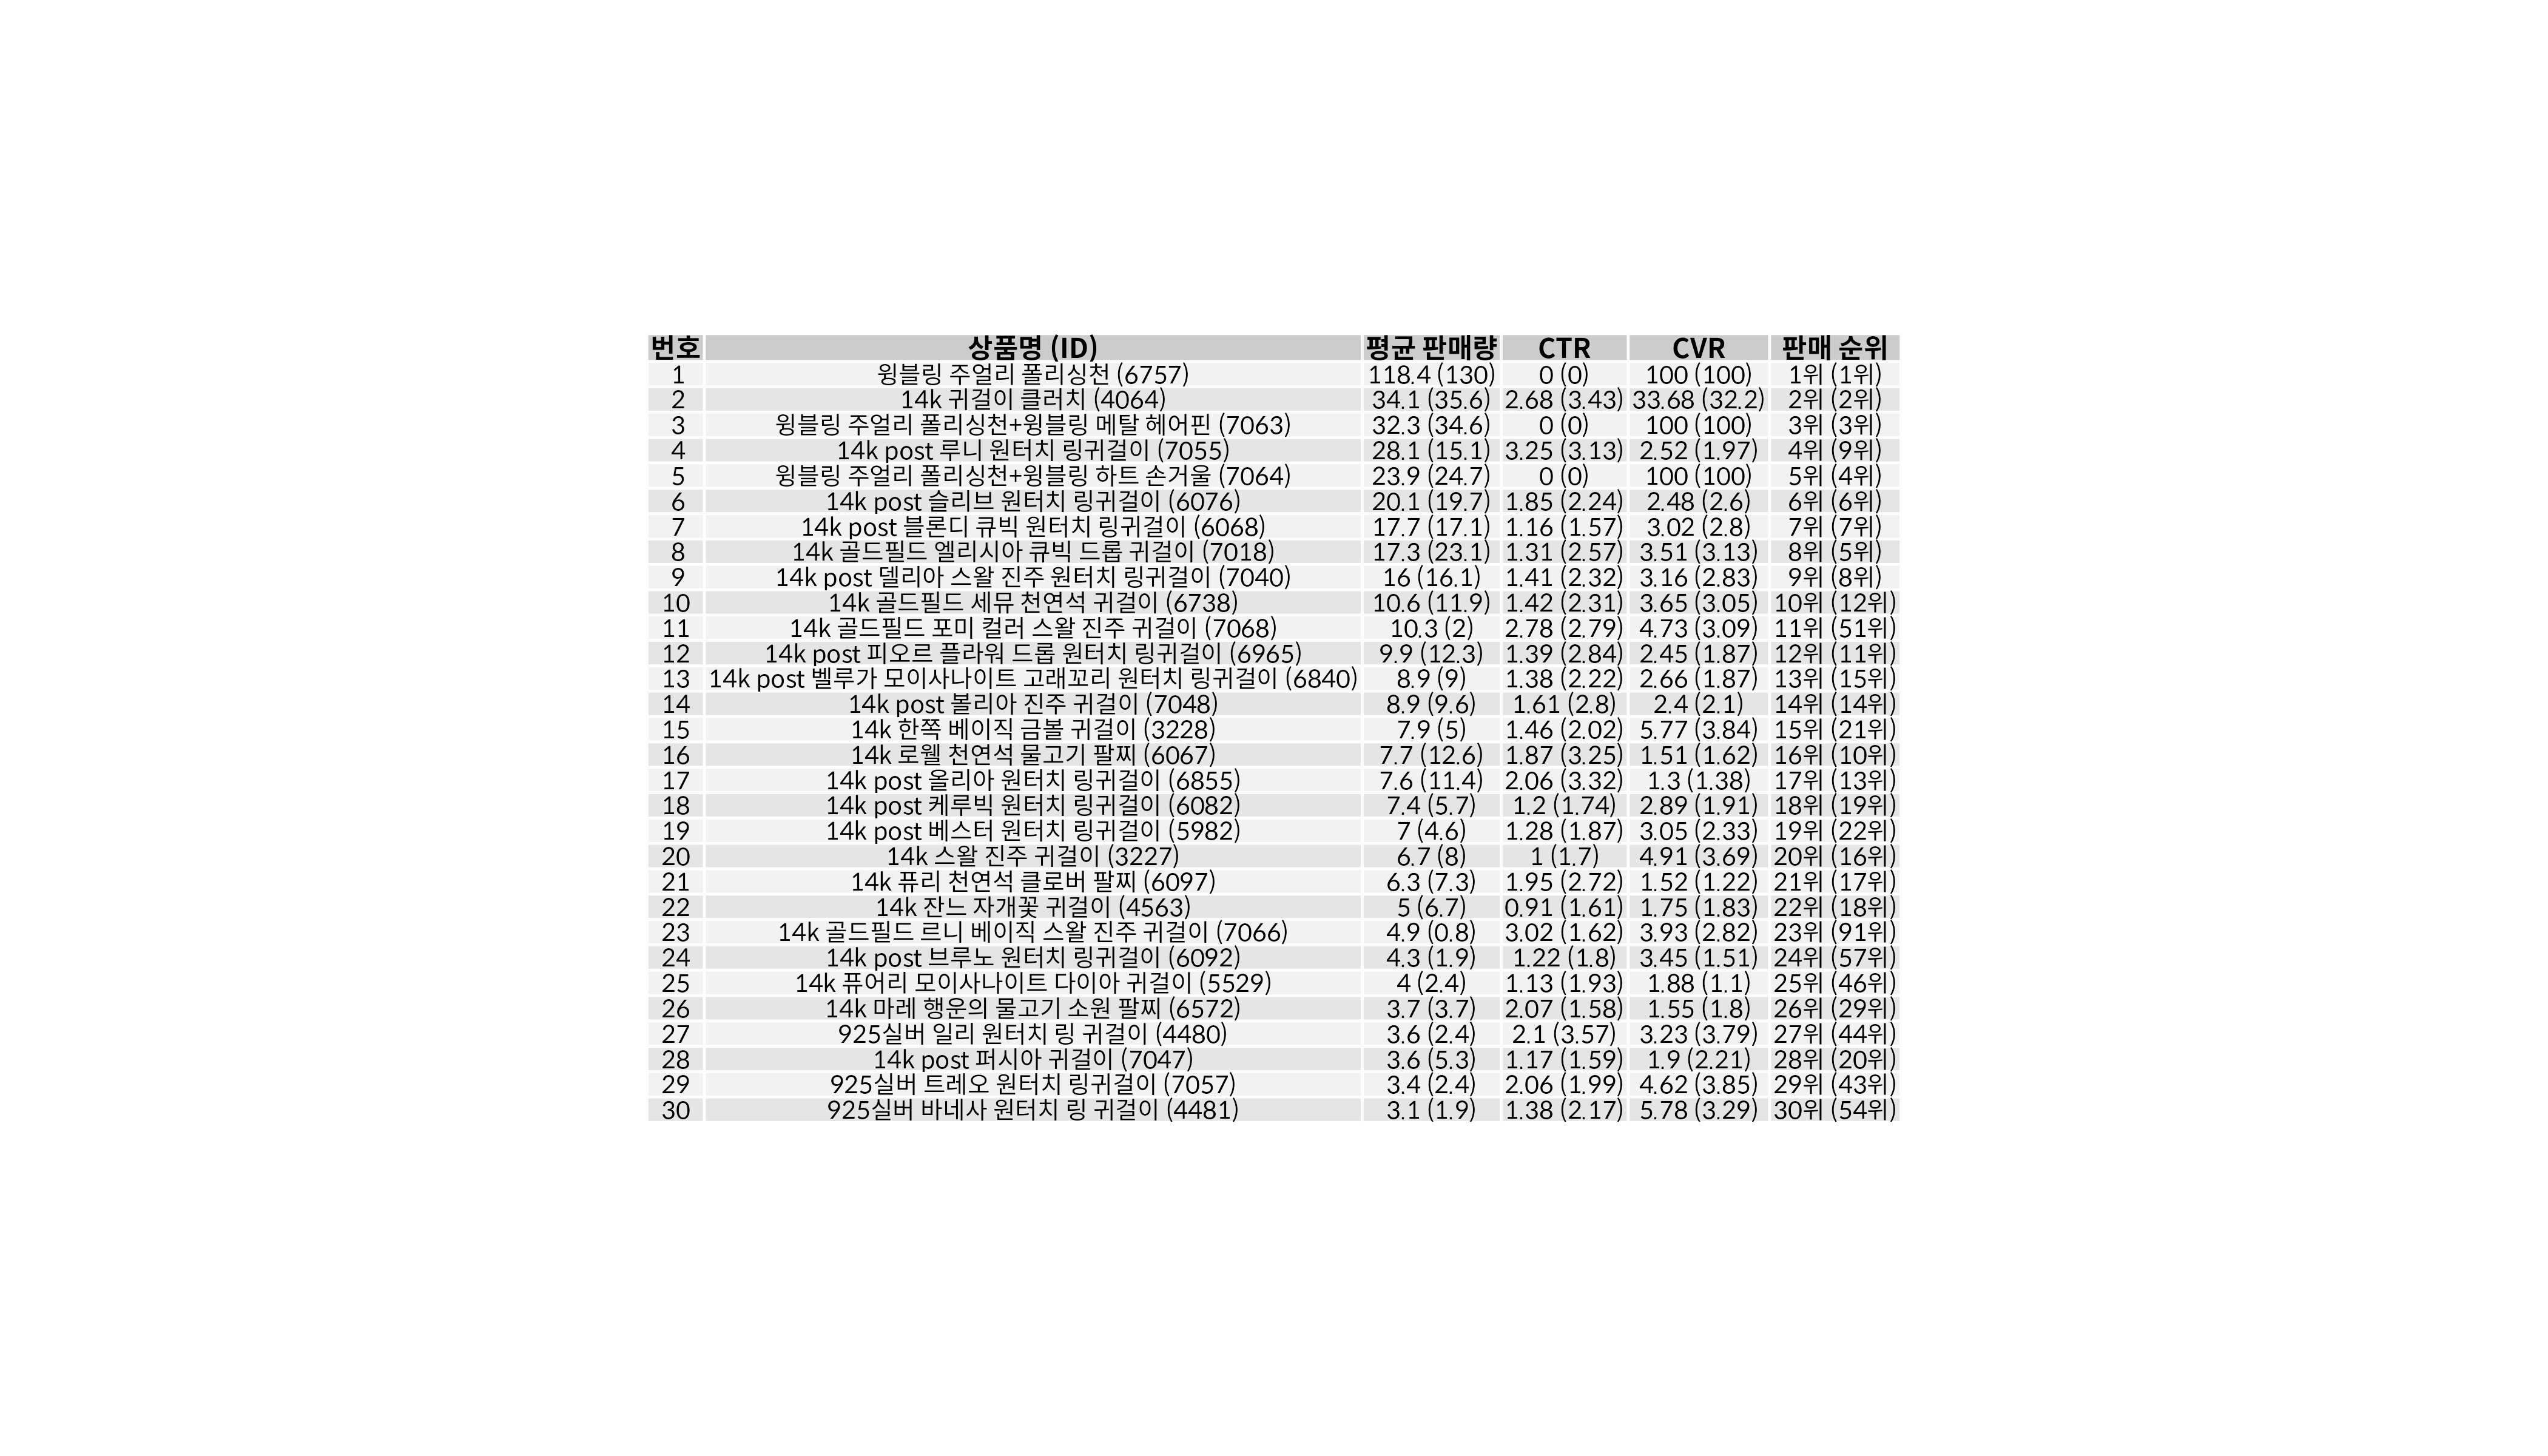 번호 상품명 (ID) 평균 판매량 CTR CVR 판매 순위
1 윙블링 주얼리 폴리싱천 (6757) 118.4 (130) 0 (0) 100 (100) 1위 (1위)
2 14k 귀걸이 클러치 (4064) 34.1 (35.6) 2.68 (3.43) 33.68 (32.2) 2위 (2위)
3 윙블링 주얼리 폴리싱천+윙블링 메탈 헤어핀 (7063) 32.3 (34.6) 0 (0) 100 (100) 3위 (3위)
4 14k post 루니 원터치 링귀걸이 (7055) 28.1 (15.1) 3.25 (3.13) 2.52 (1.97) 4위 (9위)
5 윙블링 주얼리 폴리싱천+윙블링 하트 손거울 (7064) 23.9 (24.7) 0 (0) 100 (100) 5위 (4위)
6 14k post 슬리브 원터치 링귀걸이 (6076) 20.1 (19.7) 1.85 (2.24) 2.48 (2.6) 6위 (6위)
7 14k post 블론디 큐빅 원터치 링귀걸이 (6068) 17.7 (17.1) 1.16 (1.57) 3.02 (2.8) 7위 (7위)
8 14k 골드필드 엘리시아 큐빅 드롭 귀걸이 (7018) 17.3 (23.1) 1.31 (2.57) 3.51 (3.13) 8위 (5위)
9 14k post 델리아 스왈 진주 원터치 링귀걸이 (7040) 16 (16.1) 1.41 (2.32) 3.16 (2.83) 9위 (8위)
10 14k 골드필드 세뮤 천연석 귀걸이 (6738) 10.6 (11.9) 1.42 (2.31) 3.65 (3.05) 10위 (12위)
11 14k 골드필드 포미 컬러 스왈 진주 귀걸이 (7068) 10.3 (2) 2.78 (2.79) 4.73 (3.09) 11위 (51위)
12 14k post 피오르 플라워 드롭 원터치 링귀걸이 (6965) 9.9 (12.3) 1.39 (2.84) 2.45 (1.87) 12위 (11위)
13 14k post 벨루가 모이사나이트 고래꼬리 원터치 링귀걸이 (6840) 8.9 (9) 1.38 (2.22) 2.66 (1.87) 13위 (15위)
14 14k post 볼리아 진주 귀걸이 (7048) 8.9 (9.6) 1.61 (2.8) 2.4 (2.1) 14위 (14위)
15 14k 한쪽 베이직 금볼 귀걸이 (3228) 7.9 (5) 1.46 (2.02) 5.77 (3.84) 15위 (21위)
16 14k 로웰 천연석 물고기 팔찌 (6067) 7.7 (12.6) 1.87 (3.25) 1.51 (1.62) 16위 (10위)
17 14k post 올리아 원터치 링귀걸이 (6855) 7.6 (11.4) 2.06 (3.32) 1.3 (1.38) 17위 (13위)
18 14k post 케루빅 원터치 링귀걸이 (6082) 7.4 (5.7) 1.2 (1.74) 2.89 (1.91) 18위 (19위)
19 14k post 베스터 원터치 링귀걸이 (5982) 7 (4.6) 1.28 (1.87) 3.05 (2.33) 19위 (22위)
20 14k 스왈 진주 귀걸이 (3227) 6.7 (8) 1 (1.7) 4.91 (3.69) 20위 (16위)
21 14k 퓨리 천연석 클로버 팔찌 (6097) 6.3 (7.3) 1.95 (2.72) 1.52 (1.22) 21위 (17위)
22 14k 잔느 자개꽃 귀걸이 (4563) 5 (6.7) 0.91 (1.61) 1.75 (1.83) 22위 (18위)
23 14k 골드필드 르니 베이직 스왈 진주 귀걸이 (7066) 4.9 (0.8) 3.02 (1.62) 3.93 (2.82) 23위 (91위)
24 14k post 브루노 원터치 링귀걸이 (6092) 4.3 (1.9) 1.22 (1.8) 3.45 (1.51) 24위 (57위)
25 14k 퓨어리 모이사나이트 다이아 귀걸이 (5529) 4 (2.4) 1.13 (1.93) 1.88 (1.1) 25위 (46위)
26 14k 마레 행운의 물고기 소원 팔찌 (6572) 3.7 (3.7) 2.07 (1.58) 1.55 (1.8) 26위 (29위)
27 925실버 일리 원터치 링 귀걸이 (4480) 3.6 (2.4) 2.1 (3.57) 3.23 (3.79) 27위 (44위)
28 14k post 퍼시아 귀걸이 (7047) 3.6 (5.3) 1.17 (1.59) 1.9 (2.21) 28위 (20위)
29 925실버 트레오 원터치 링귀걸이 (7057) 3.4 (2.4) 2.06 (1.99) 4.62 (3.85) 29위 (43위)
30 925실버 바네사 원터치 링 귀걸이 (4481) 3.1 (1.9) 1.38 (2.17) 5.78 (3.29) 30위 (54위)